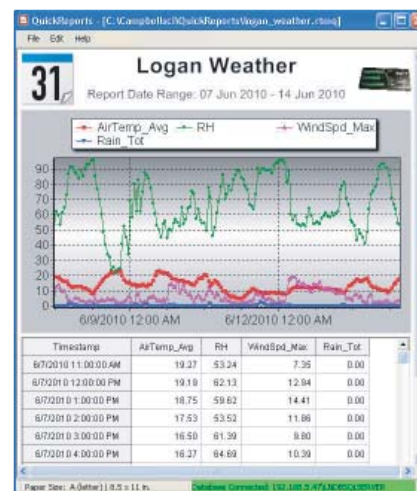 QuickReports - [C:\Campbellsci\QuickReports\logan_weather.rtmq]
File Edit Help
31
Logan Weather
Report Date Range: 07 Jun 2010 - 14 Jun 2010
AirTemp_Avg RH WindSpd_Max
Rain_Tot
90
80
70
60
50
40
30
20
10
0
6/9/2010 12:00 AM 6/12/2010 12:00 AM
Timestamp AirTemp_Avg RH WindSpd_Max Rain_Tot
6/7/2010 11:00:00 AM 19.27 53.24 7.35 0.00
6/7/2010 12:00:00 PM 19.18 62.13 12.94 0.00
6/7/2010 1:00:00 PM 18.75 59.62 14.41 0.00
6/7/2010 2:00:00 PM 17.53 53.52 11.86 0.00
6/7/2010 3:00:00 PM 16.50 61.39 9.80 0.00
6/7/2010 4:00:00 PM 16.27 64.69 10.39 0.00
Paper Size: A (letter) | 8.5 x 11 in. Database Connected: